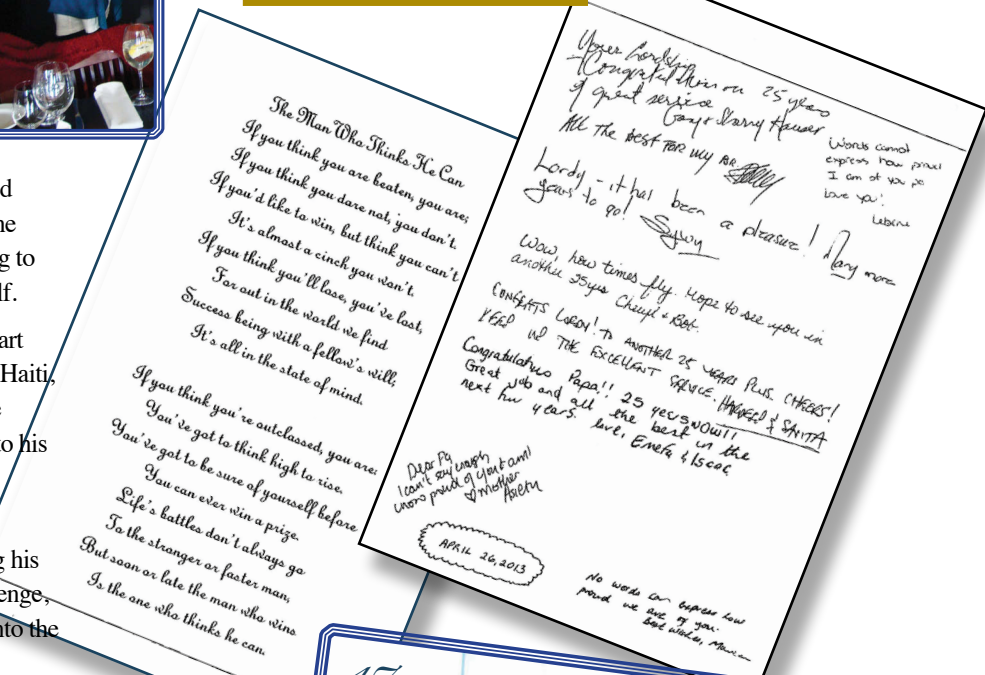 d
ne
g to
lf.
art
Haiti,
to his
g his
enge,
nto the
The Man Who Thinks He Can
If you think you are beaten, you are;
If you think you dare not, you don't.
If you'd like to win, but think you can't
It's almost a cinch you won't.
If you think you'll lose, you've lost,
For out in the world we find
Success being with a fellow's will;
It's all in the state of mind.
If you think you're outclassed, you are:
You've got to think high to rise.
You've got to be sure of yourself before
You can ever win a prize.
Life's battles don't always go
To the stronger or faster man,
But soon or late the man who wins
Is the one who thinks he can.
Your Lordship
Congratulations on 25 years
of great service
Gay & Harry Hauser
ALL THE BEST FOR MY BR.
Words cannot
express how proud
I am of you pa
love you!
Lordy - it has been a pleasure! Many more
years to go!
Wow, how times fly. Hope to see you in
another 25yrs Cheryl & Bob.
CONGRATS LORDY! TO ANOTHER 25 YEARS PLUS. CHEERS!
KEEP UP THE EXCELLENT SERVICE. & SANITA
Congratulations Papa!! 25 years WOW!!
Great job and all the best in the
next few years. love, Emefa & Isaac
Dear Pa
I can't say enough
how proud of you I am!
mother
APRIL 26, 2013
No words can express how
proud we are of you.
Best wishes,